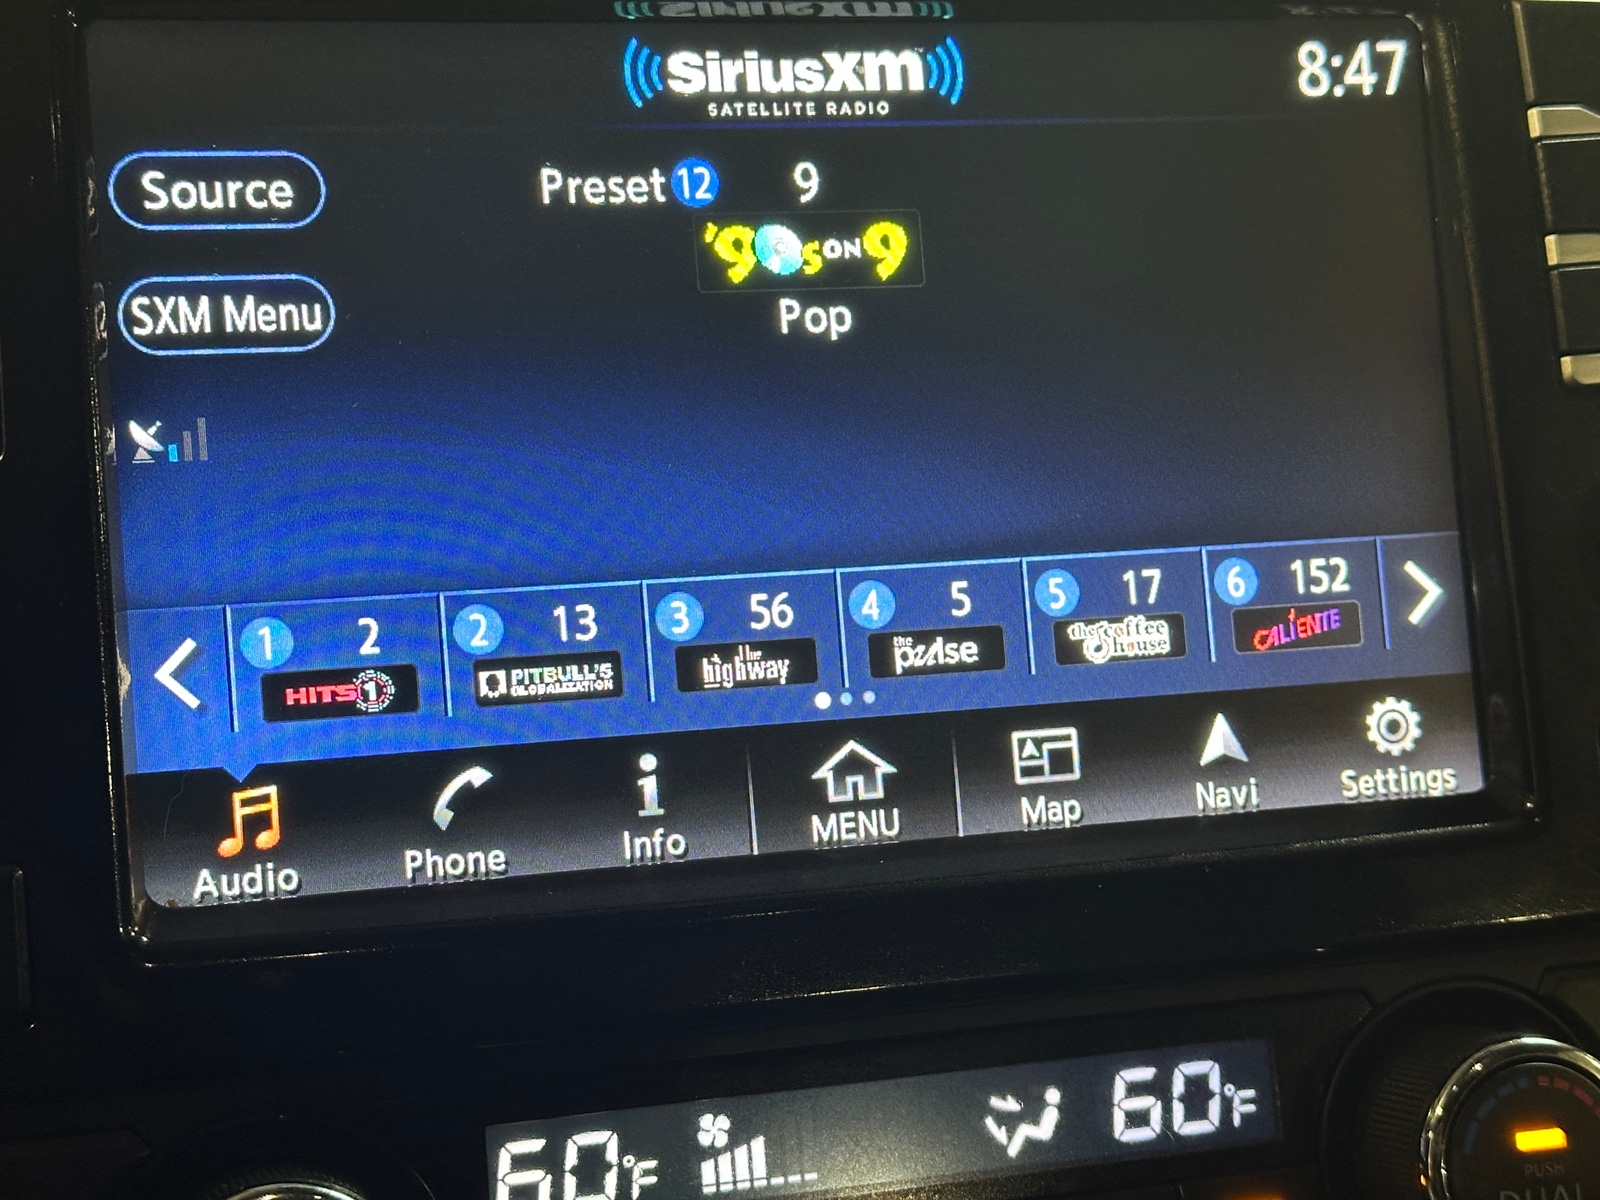 SiriusXM
SATELLITE RADIO
8:47
Source
Preset 12 9
'90s ON 9
SXM Menu
Pop
1 2
HITS 1
2 13
PITBULL'S
GLOBALIZATION
3 56
the
highway
4 5
the
pulse
5 17
the coffee
house
6 152
CALIENTE
Audio
Phone
Info
MENU
Map
Navi
Settings
60°F
60°F
PUSH
DUAL